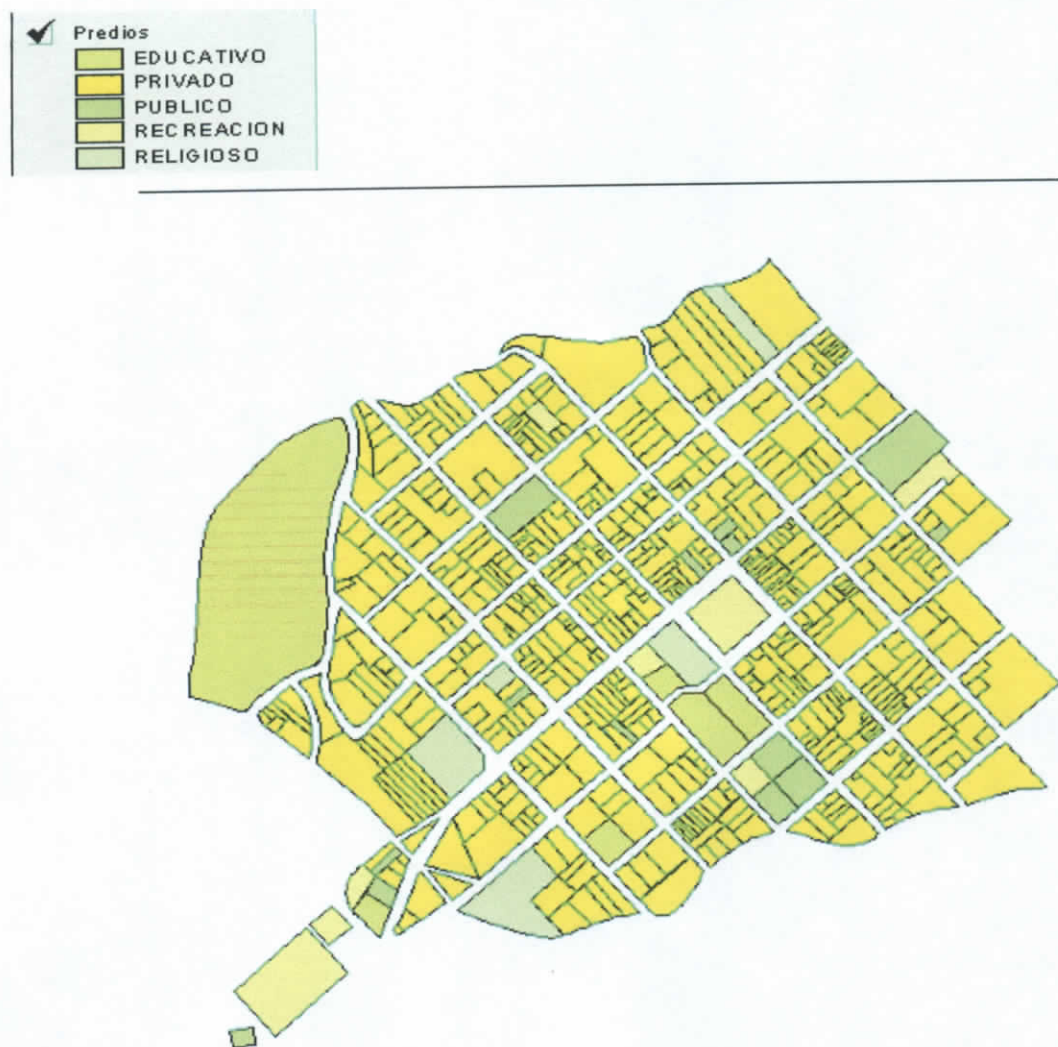 Predios
EDUCATIVO
PRIVADO
PUBLICO
RECREACION
RELIGIOSO